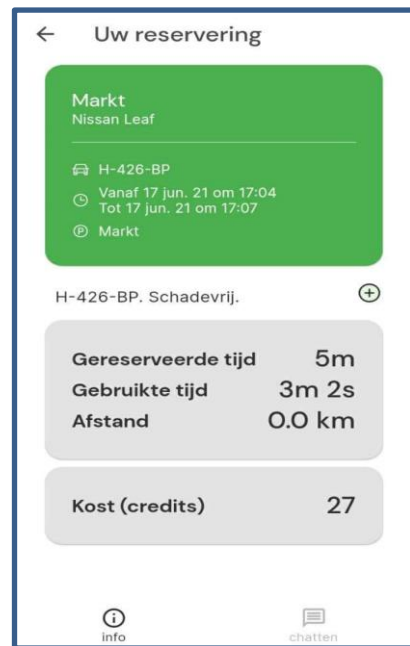 Uw reservering
Markt
Nissan Leaf
H-426-BP
Vanaf 17 jun. 21 om 17:04
Tot 17 jun. 21 om 17:07
P Markt
H-426-BP. Schadevrij.
Gereserveerde tijd 5m
Gebruikte tijd 3m 2s
Afstand 0.0 km
Kost (credits) 27
info chatten